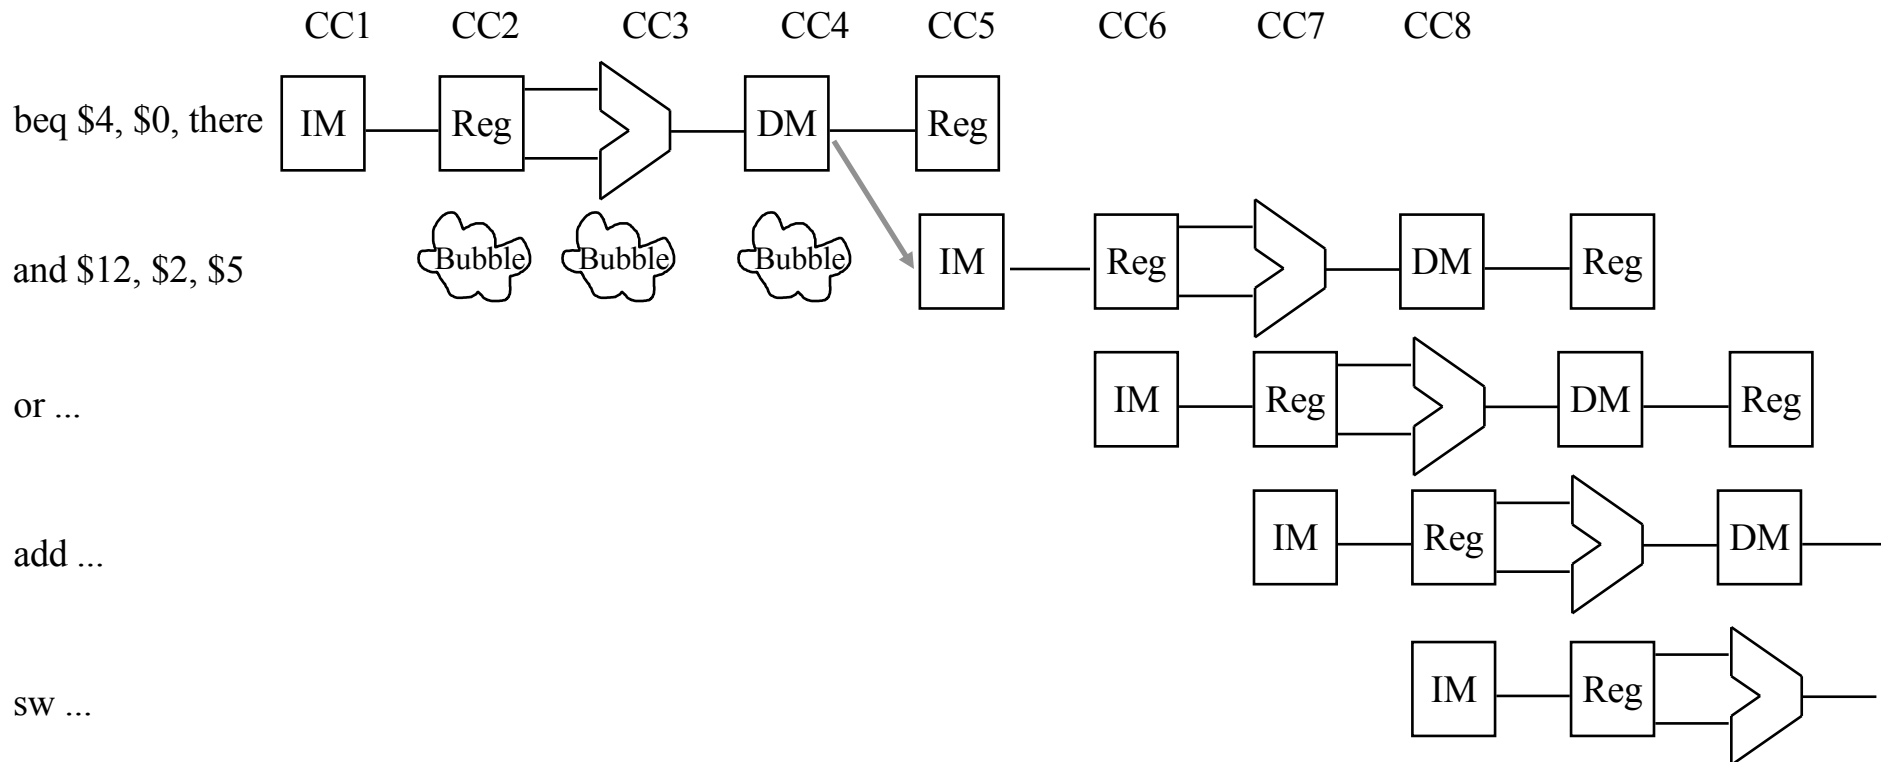 CC1 CC2 CC3 CC4 CC5 CC6 CC7 CC8
beq $4, $0, there IM Reg DM Reg
and $12, $2, $5 Bubble Bubble Bubble IM Reg DM Reg
or ... IM Reg DM Reg
add ... IM Reg DM
sw ... IM Reg